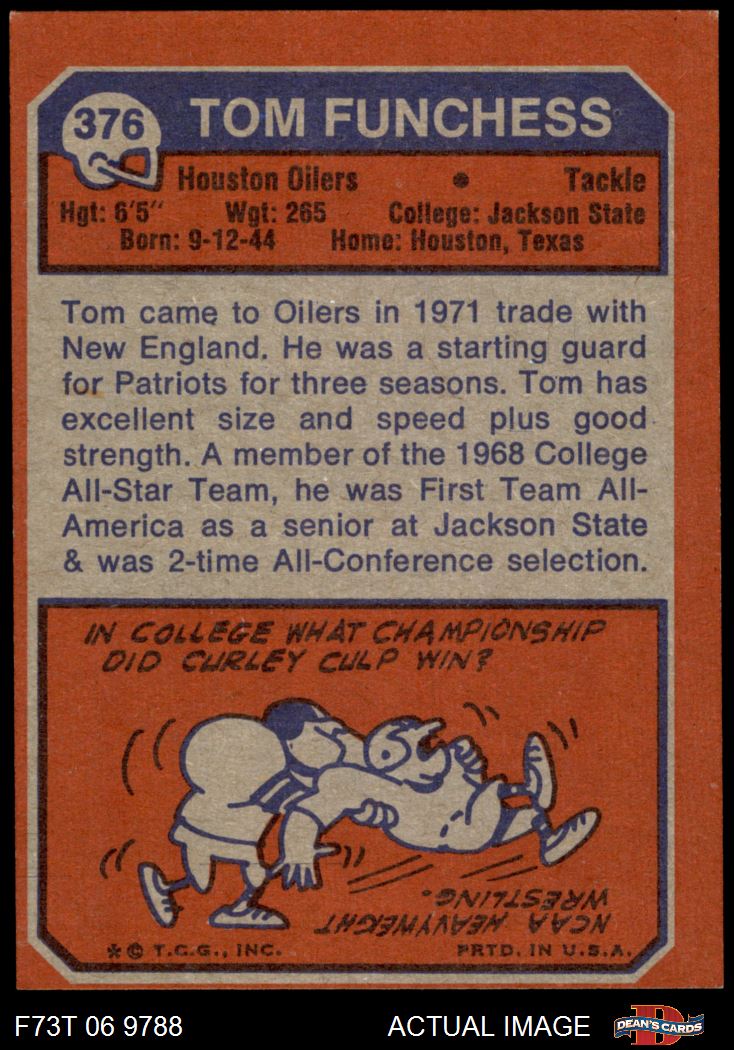 376
TOM FUNCHESS
Houston Oilers • Tackle
Hgt: 6'5" Wgt: 265 College: Jackson State
Born: 9-12-44 Home: Houston, Texas
Tom came to Oilers in 1971 trade with
New England. He was a starting guard
for Patriots for three seasons. Tom has
excellent size and speed plus good
strength. A member of the 1968 College
All-Star Team, he was First Team All-
America as a senior at Jackson State
& was 2-time All-Conference selection.
IN COLLEGE WHAT CHAMPIONSHIP
DID CURLEY CULP WIN?
NCAA HEAVYWEIGHT
WRESTLING.
* © T.C.G., INC. PRTD. IN U.S.A.
F73T 06 9788 ACTUAL IMAGE
D
DEAN'S CARDS